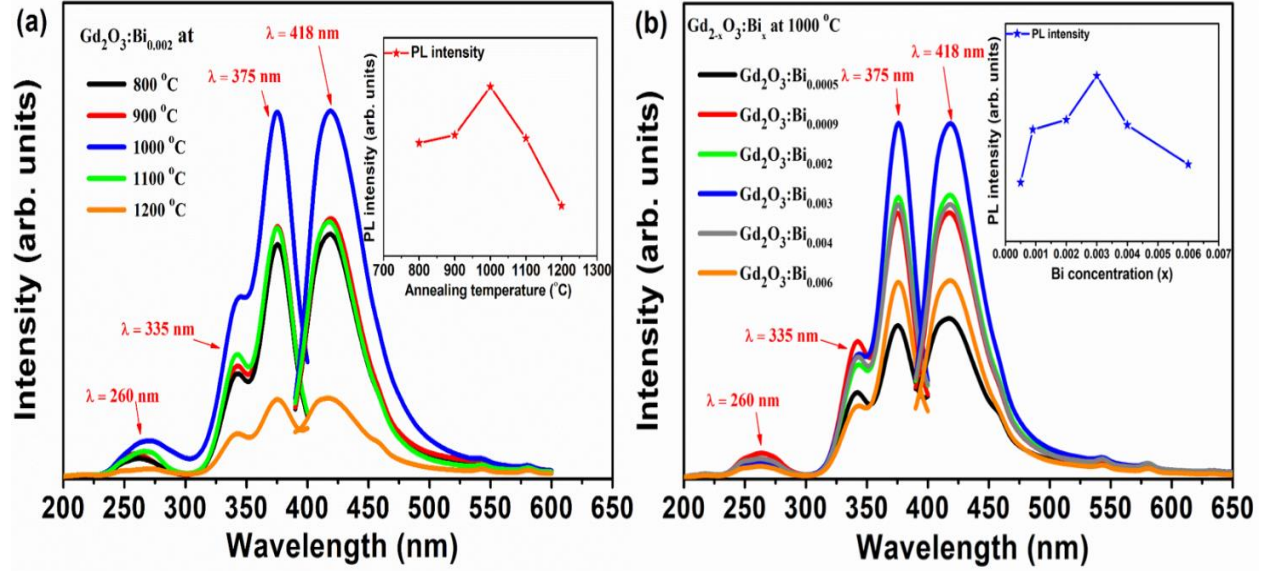 (a)
Gd₂O₃:Bi₀.₀₀₂ at
800 °C
900 °C
1000 °C
1100 °C
1200 °C
λ = 260 nm
λ = 335 nm
λ = 375 nm
λ = 418 nm
PL intensity
PL intensity (arb. units)
700 800 900 1000 1100 1200 1300
Annealing temperature (°C)
Intensity (arb. units)
200 250 300 350 400 450 500 550 600 650
Wavelength (nm)
(b)
Gd₂₋ₓO₃:Biₓ at 1000 °C
Gd₂O₃:Bi₀.₀₀₀₅
Gd₂O₃:Bi₀.₀₀₀₉
Gd₂O₃:Bi₀.₀₀₂
Gd₂O₃:Bi₀.₀₀₃
Gd₂O₃:Bi₀.₀₀₄
Gd₂O₃:Bi₀.₀₀₆
λ = 260 nm
λ = 335 nm
λ = 375 nm
λ = 418 nm
PL intensity
PL intensity (arb. units)
0.000 0.001 0.002 0.003 0.004 0.005 0.006 0.007
Bi concentration (x)
Intensity (arb. units)
200 250 300 350 400 450 500 550 600 650
Wavelength (nm)